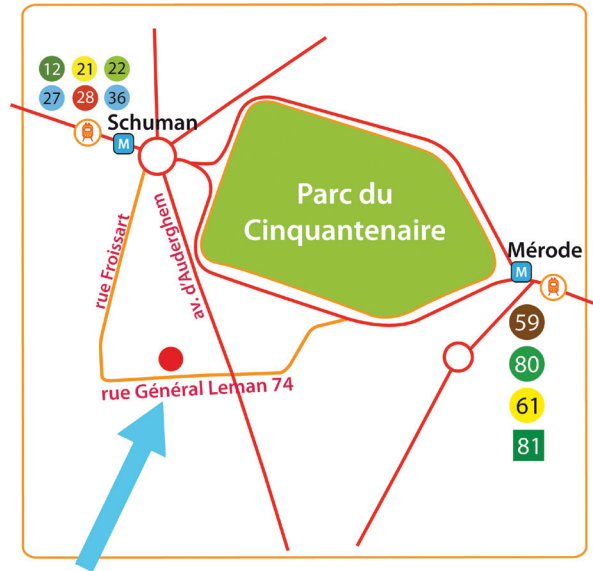 12 21 22
27 28 36
Schuman
M
Parc du
Cinquantenaire
rue Froissart
av. d'Auderghem
Mérode
M
59
80
61
81
rue Général Leman 74